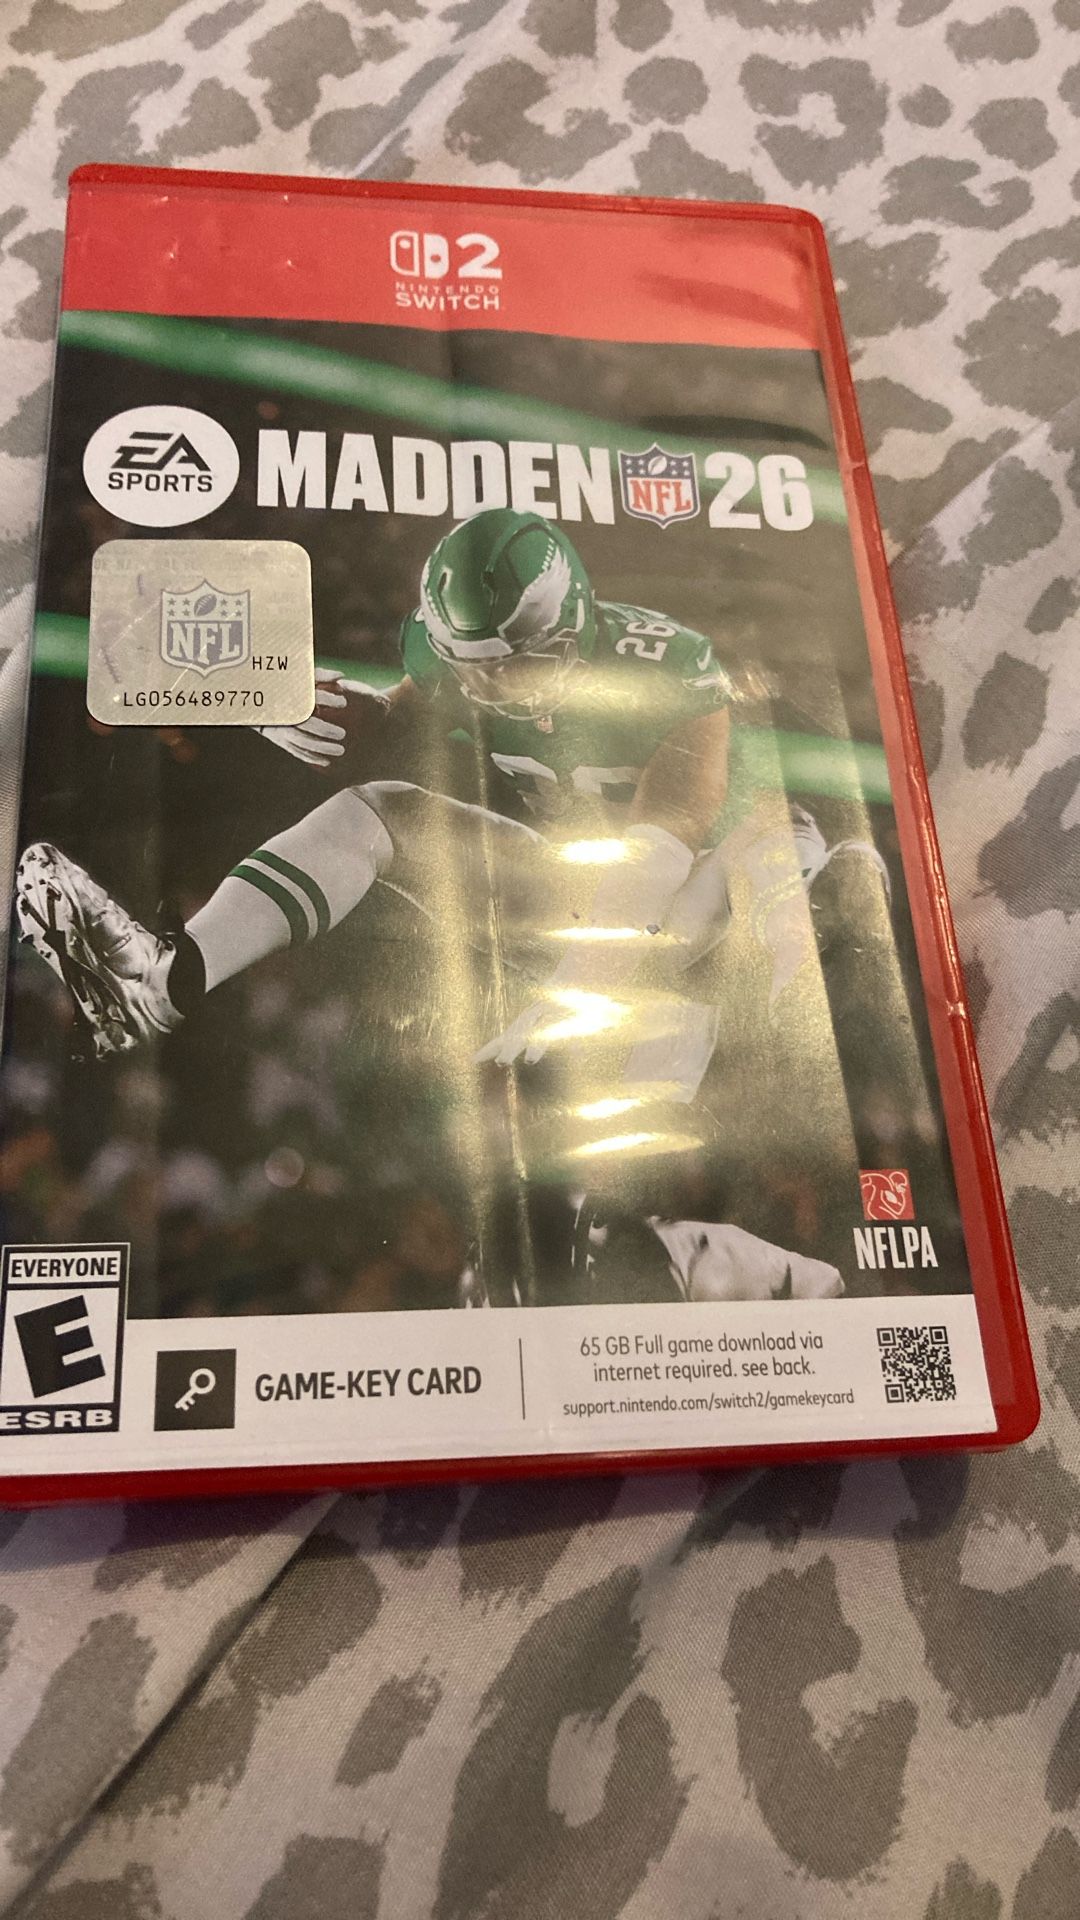 2
NINTENDO
SWITCH
EA
SPORTS
MADDEN NFL 26
NFL
HZW
LG056489770
26
NFLPA
EVERYONE
E
ESRB
GAME-KEY CARD
65 GB Full game download via
internet required. see back.
support.nintendo.com/switch2/gamekeycard